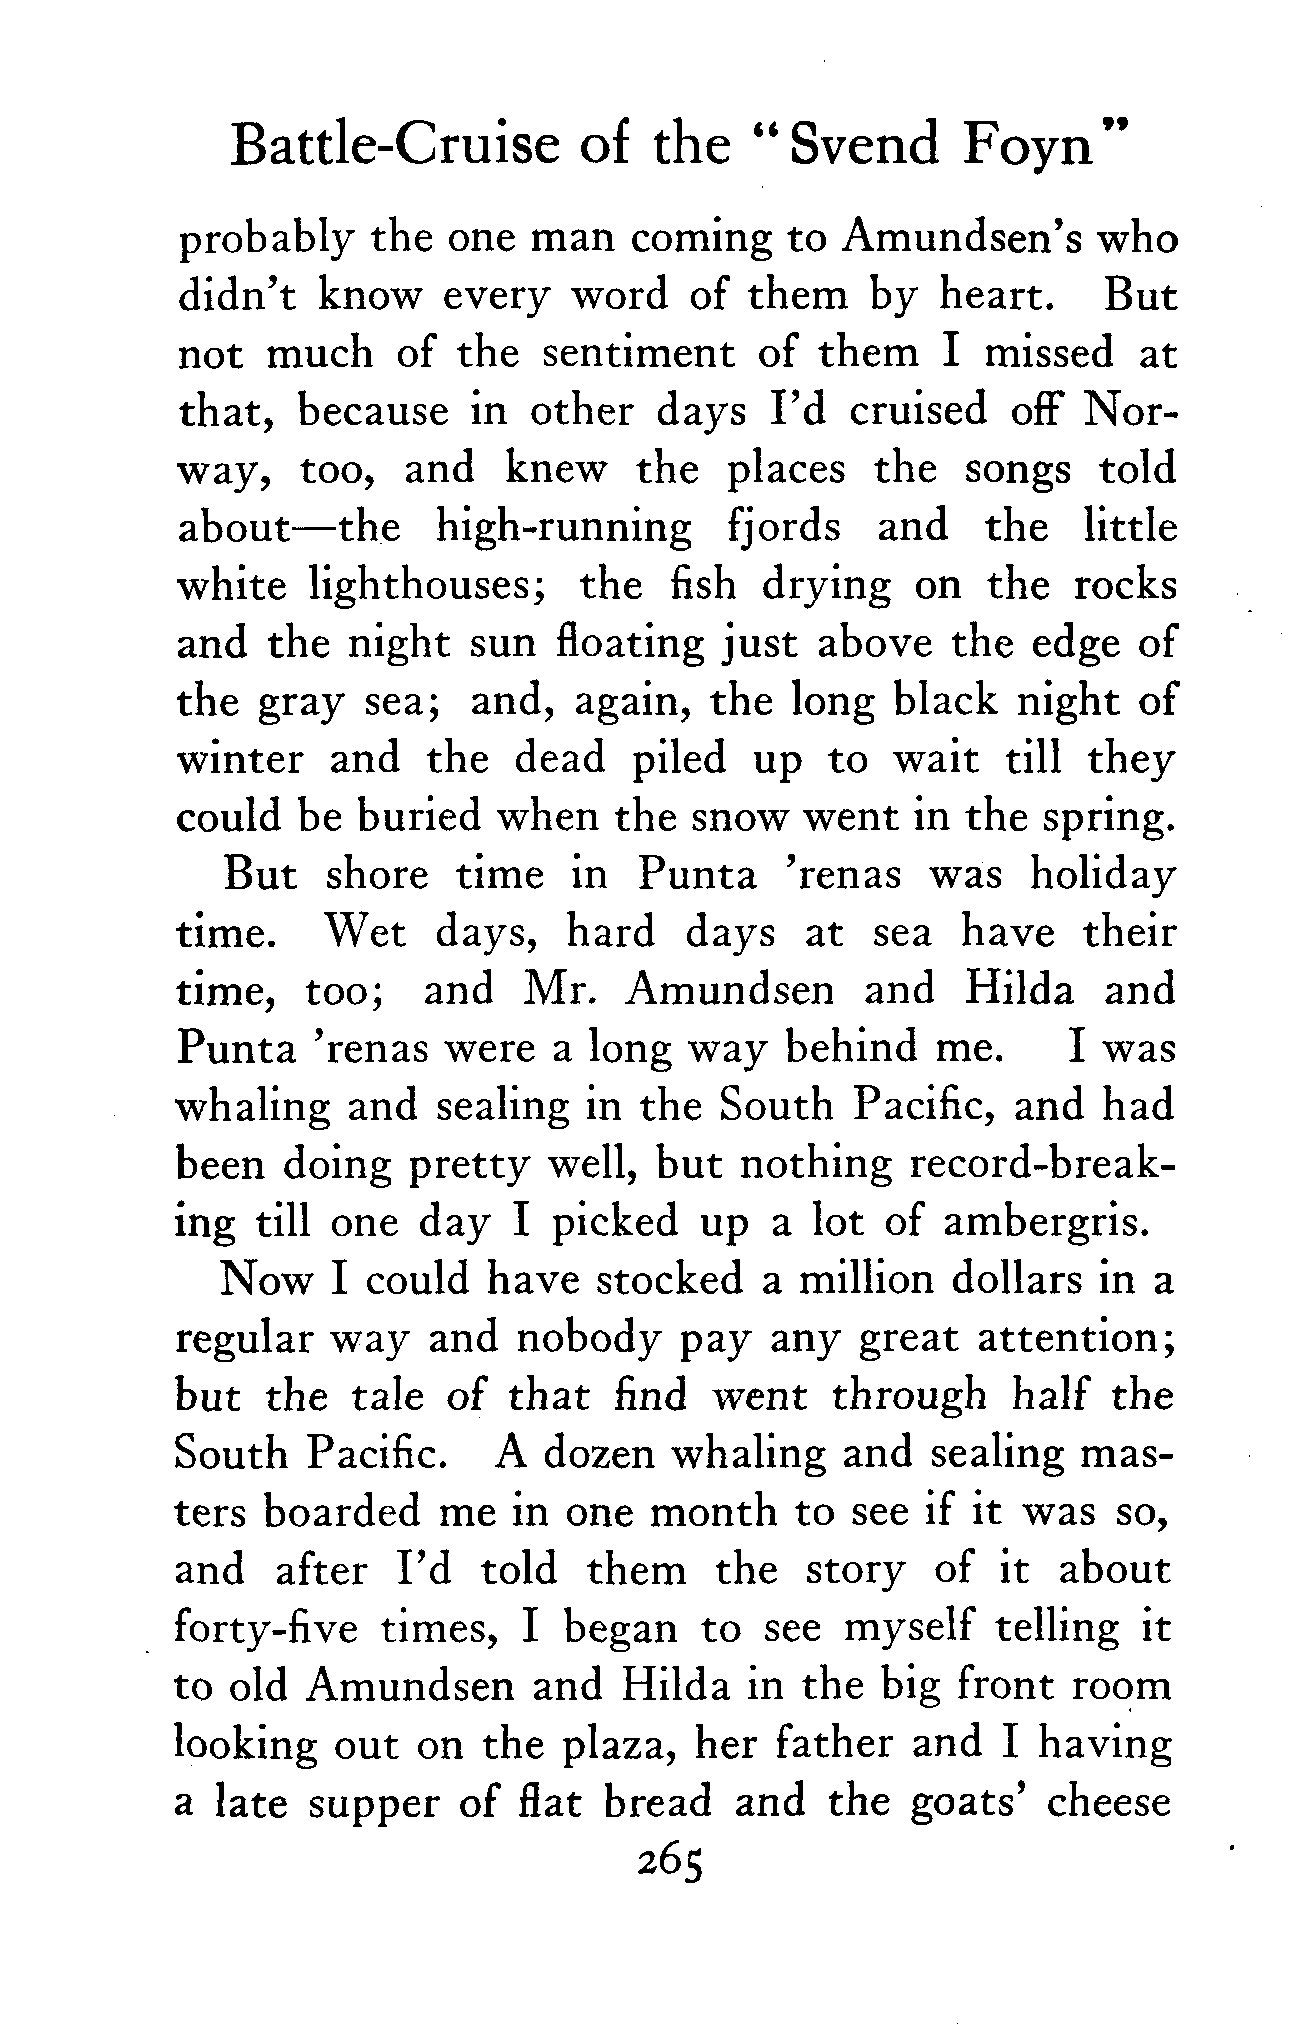 Battle-Cruise of the “Svend Foyn”
probably the one man coming to Amundsen’s who
didn’t know every word of them by heart. But
not much of the sentiment of them I missed at
that, because in other days I’d cruised off Nor-
way, too, and knew the places the songs told
about—the high-running fjords and the little
white lighthouses; the fish drying on the rocks
and the night sun floating just above the edge of
the gray sea; and, again, the long black night of
winter and the dead piled up to wait till they
could be buried when the snow went in the spring.
But shore time in Punta ’renas was holiday
time. Wet days, hard days at sea have their
time, too; and Mr. Amundsen and Hilda and
Punta ’renas were a long way behind me. I was
whaling and sealing in the South Pacific, and had
been doing pretty well, but nothing record-break-
ing till one day I picked up a lot of ambergris.
Now I could have stocked a million dollars in a
regular way and nobody pay any great attention;
but the tale of that find went through half the
South Pacific. A dozen whaling and sealing mas-
ters boarded me in one month to see if it was so,
and after I’d told them the story of it about
forty-five times, I began to see myself telling it
to old Amundsen and Hilda in the big front room
looking out on the plaza, her father and I having
a late supper of flat bread and the goats’ cheese
265